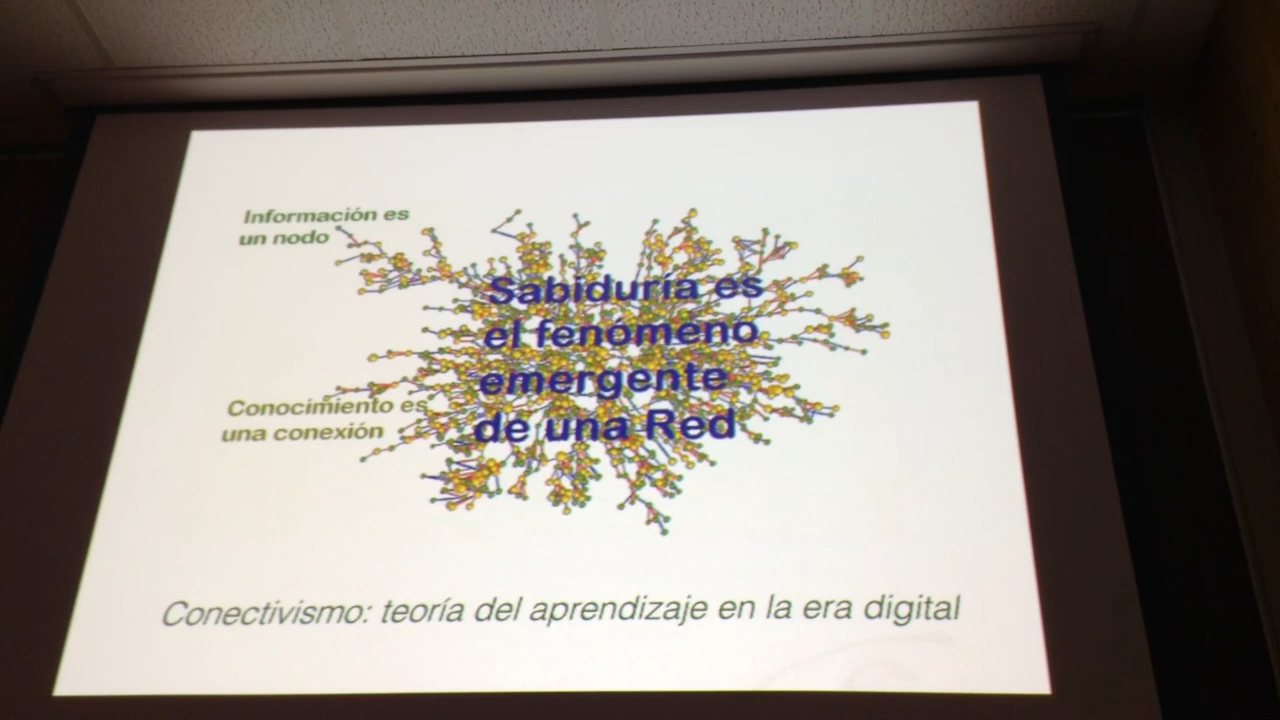 Información es
un nodo
Sabiduría es
el fenómeno
emergente
de una Red
Conocimiento es
una conexión
Conectivismo: teoría del aprendizaje en la era digital